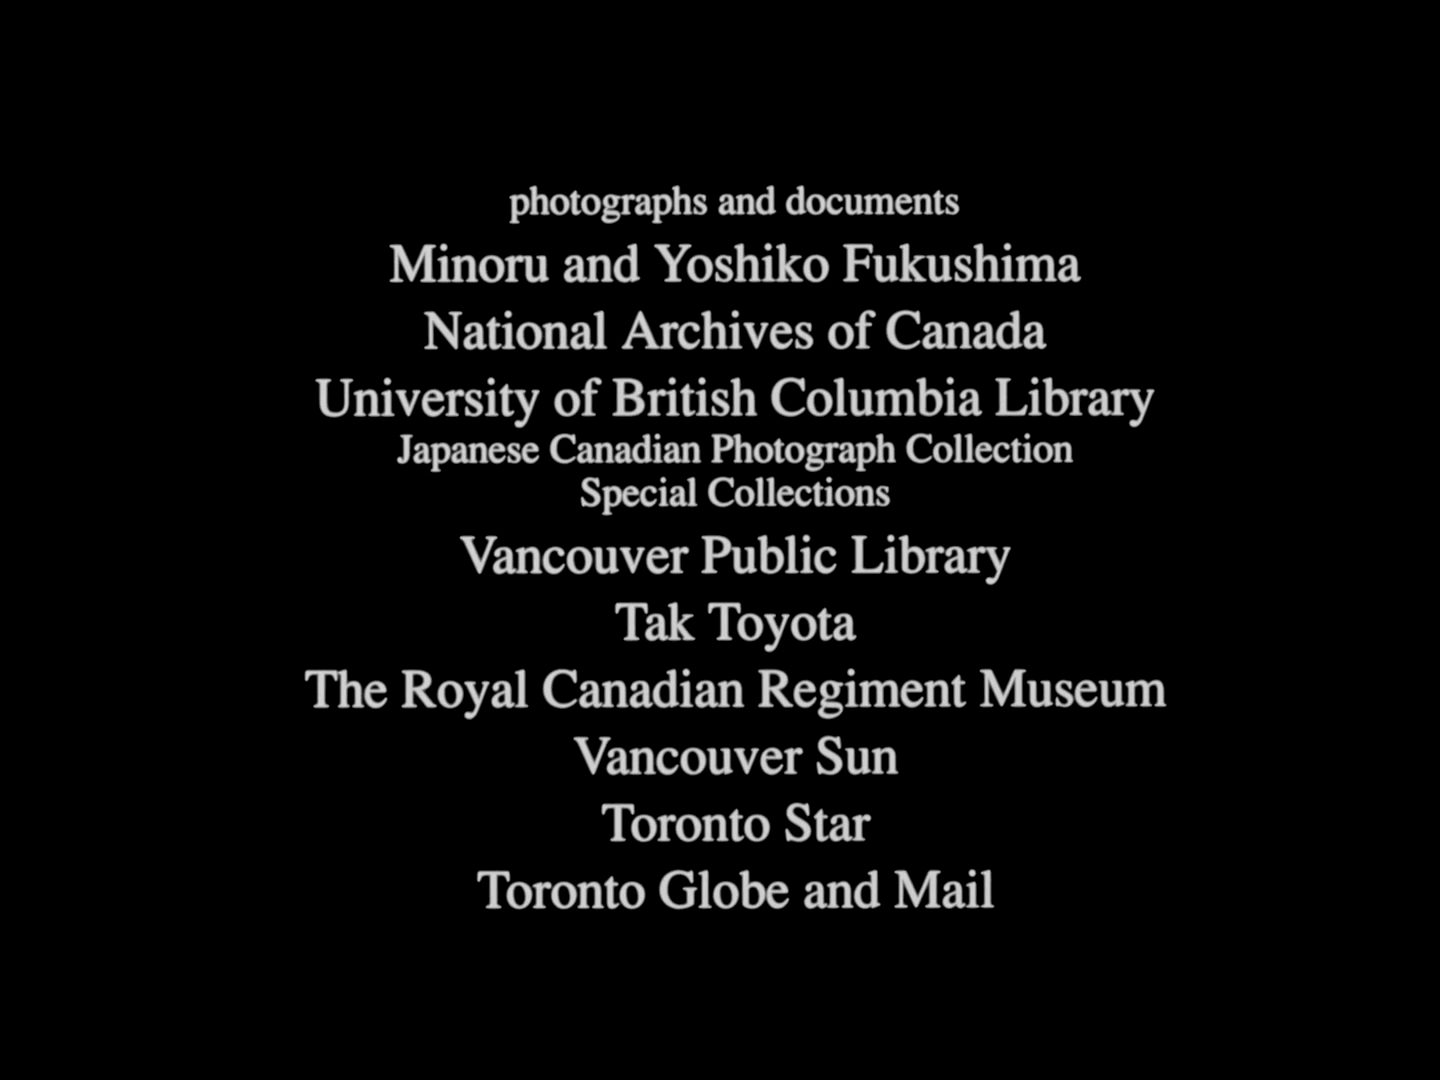 photographs and documents
Minoru and Yoshiko Fukushima
National Archives of Canada
University of British Columbia Library
Japanese Canadian Photograph Collection
Special Collections
Vancouver Public Library
Tak Toyota
The Royal Canadian Regiment Museum
Vancouver Sun
Toronto Star
Toronto Globe and Mail